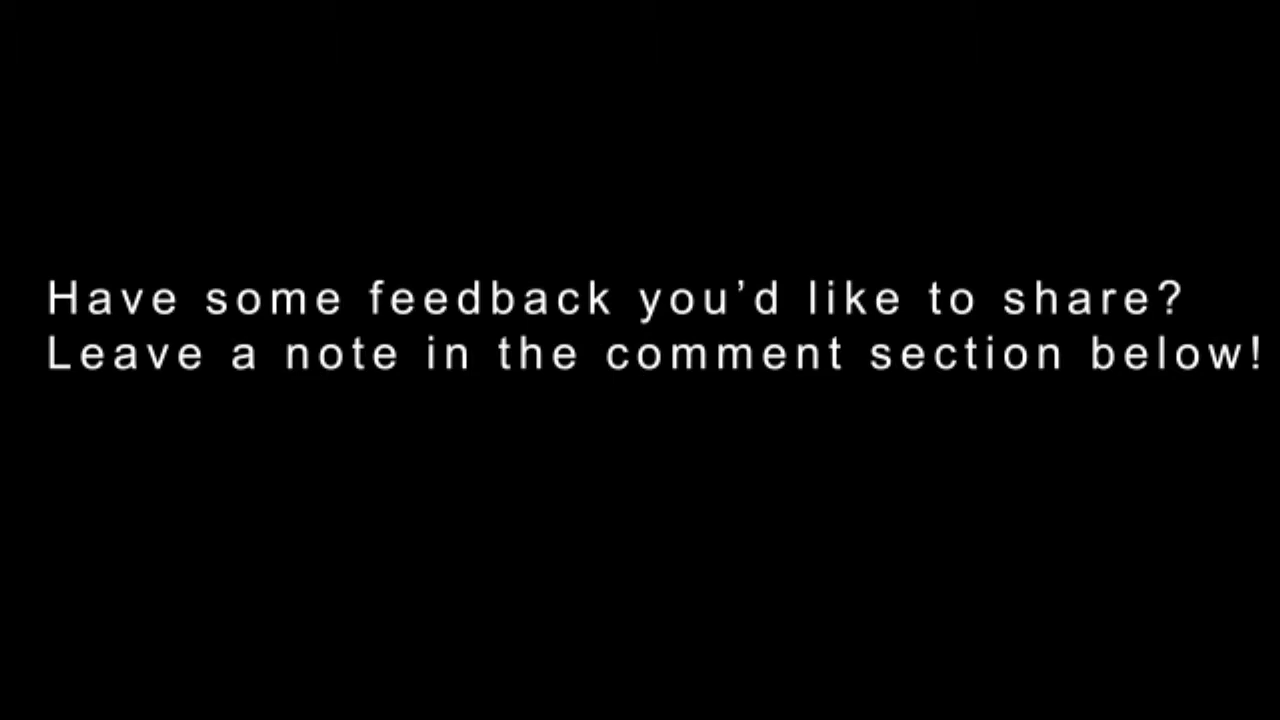 Have some feedback you’d like to share?
Leave a note in the comment section below!